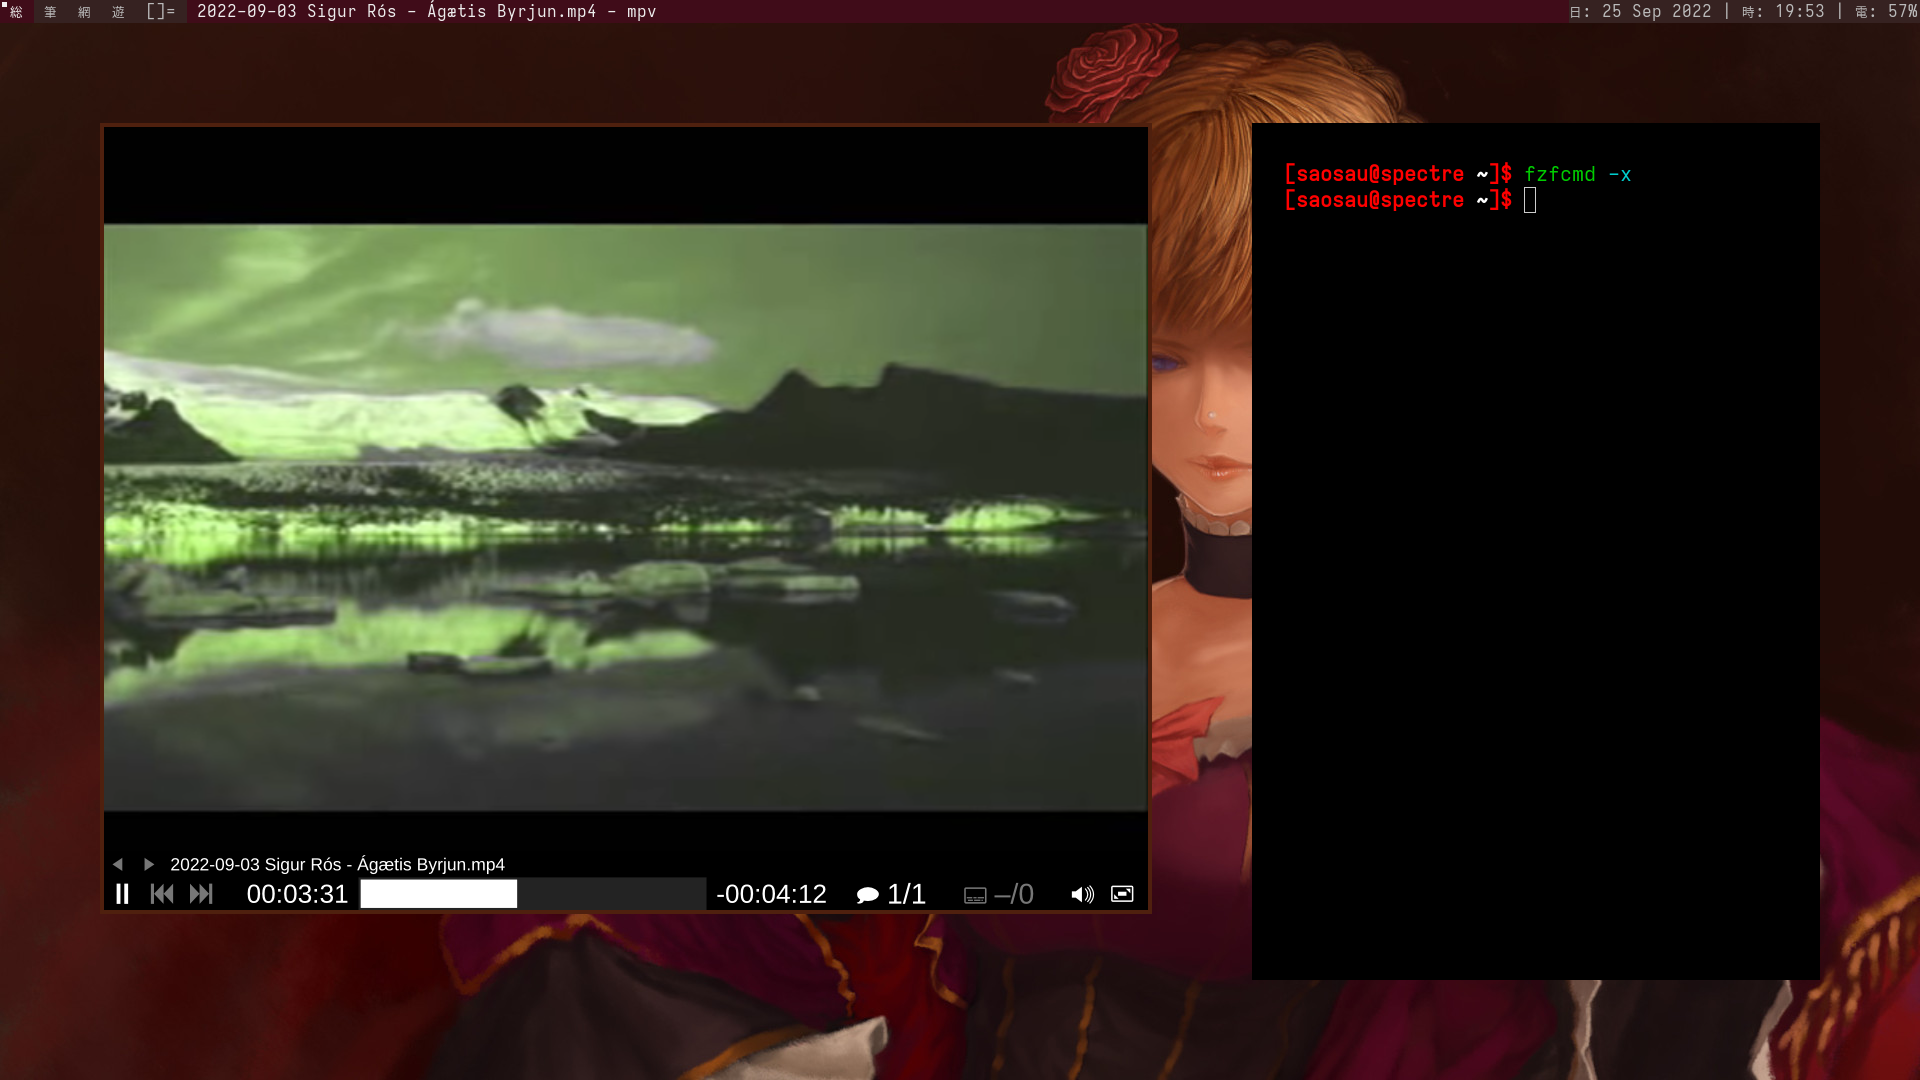 総 筆 網 遊 []= 2022-09-03 Sigur Rós - Ágætis Byrjun.mp4 - mpv 日: 25 Sep 2022 | 時: 19:53 | 電: 57%
[saosau@spectre ~]$ fzfcmd -x
[saosau@spectre ~]$
2022-09-03 Sigur Rós - Ágætis Byrjun.mp4
00:03:31 -00:04:12 1/1 –/0